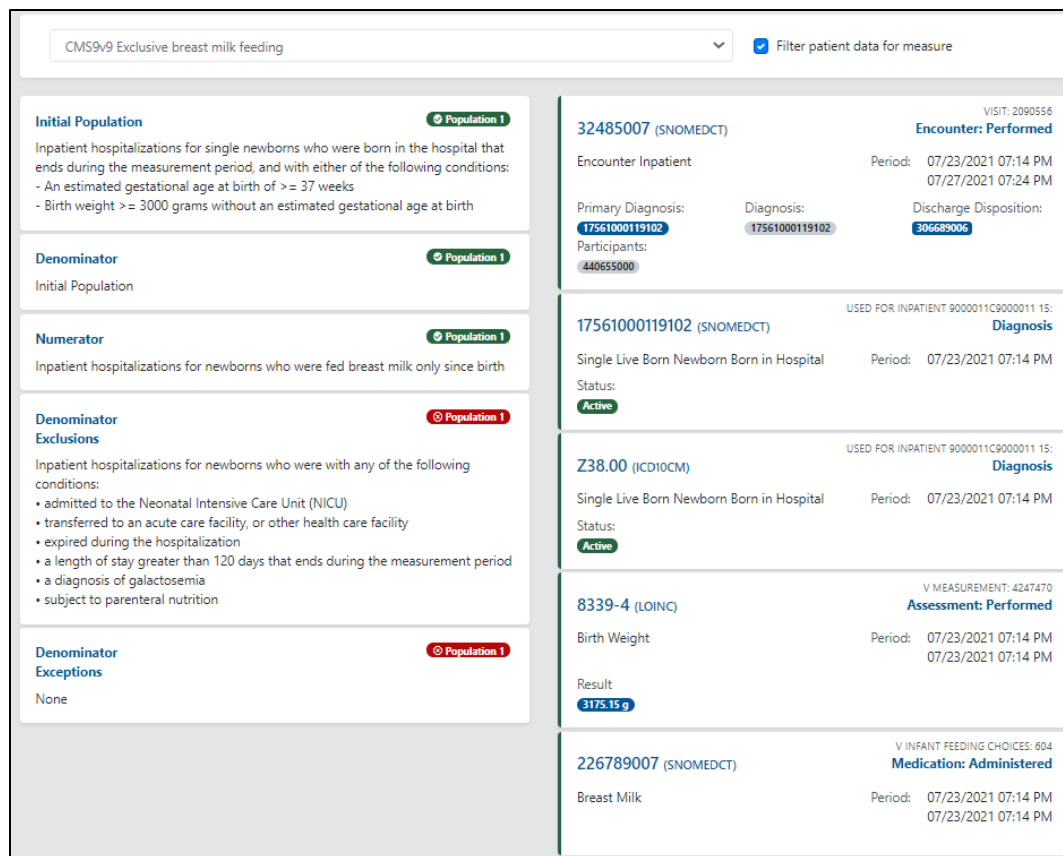 CMS9v9 Exclusive breast milk feeding
Filter patient data for measure
Initial Population
Population 1
Inpatient hospitalizations for single newborns who were born in the hospital that
ends during the measurement period, and with either of the following conditions:
- An estimated gestational age at birth of >= 37 weeks
- Birth weight >= 3000 grams without an estimated gestational age at birth
Denominator
Population 1
Initial Population
Numerator
Population 1
Inpatient hospitalizations for newborns who were fed breast milk only since birth
Denominator
Exclusions
Population 1
Inpatient hospitalizations for newborns who were with any of the following
conditions:
• admitted to the Neonatal Intensive Care Unit (NICU)
• transferred to an acute care facility, or other health care facility
• expired during the hospitalization
• a length of stay greater than 120 days that ends during the measurement period
• a diagnosis of galactosemia
• subject to parenteral nutrition
Denominator
Exceptions
Population 1
None
VISIT: 2090556
32485007 (SNOMEDCT) Encounter: Performed
Encounter Inpatient Period: 07/23/2021 07:14 PM
07/27/2021 07:24 PM
Primary Diagnosis: Diagnosis: Discharge Disposition:
17561000119102 17561000119102 306689006
Participants:
440655000
USED FOR INPATIENT 9000011C9000011 15:
17561000119102 (SNOMEDCT) Diagnosis
Single Live Born Newborn Born in Hospital Period: 07/23/2021 07:14 PM
Status:
Active
USED FOR INPATIENT 9000011C9000011 15:
Z38.00 (ICD10CM) Diagnosis
Single Live Born Newborn Born in Hospital Period: 07/23/2021 07:14 PM
Status:
Active
V MEASUREMENT: 4247470
8339-4 (LOINC) Assessment: Performed
Birth Weight Period: 07/23/2021 07:14 PM
07/23/2021 07:14 PM
Result
3175.15 g
V INFANT FEEDING CHOICES: 604
226789007 (SNOMEDCT) Medication: Administered
Breast Milk Period: 07/23/2021 07:14 PM
07/23/2021 07:14 PM